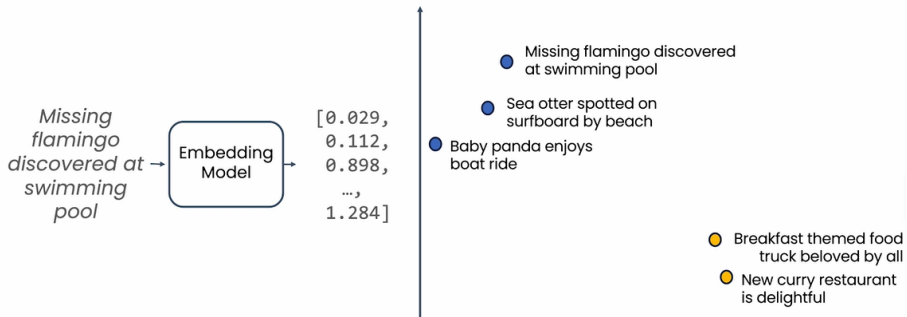 Missing
flamingo
discovered at
swimming
pool
Embedding
Model
[0.029,
0.112,
0.898,
…,
1.284]
Missing flamingo discovered
at swimming pool
Sea otter spotted on
surfboard by beach
Baby panda enjoys
boat ride
Breakfast themed food
truck beloved by all
New curry restaurant
is delightful